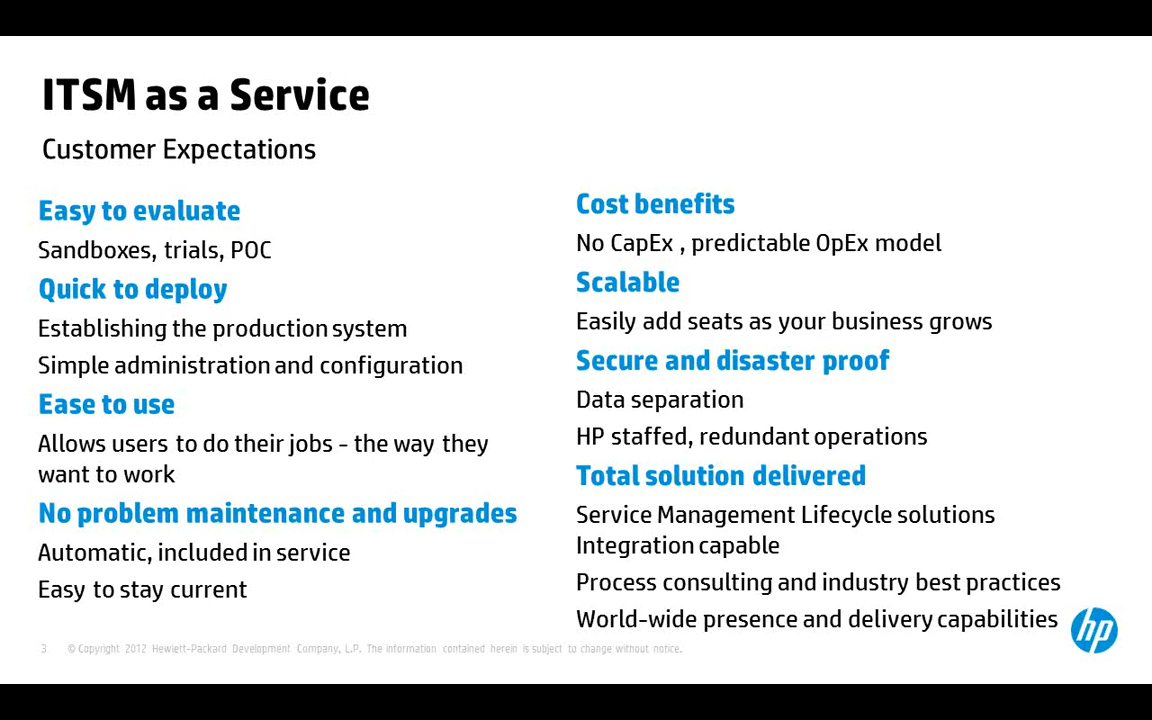 ITSM as a Service
Customer Expectations
Easy to evaluate
Sandboxes, trials, POC
Quick to deploy
Establishing the production system
Simple administration and configuration
Ease to use
Allows users to do their jobs - the way they
want to work
No problem maintenance and upgrades
Automatic, included in service
Easy to stay current
Cost benefits
No CapEx , predictable OpEx model
Scalable
Easily add seats as your business grows
Secure and disaster proof
Data separation
HP staffed, redundant operations
Total solution delivered
Service Management Lifecycle solutions
Integration capable
Process consulting and industry best practices
World-wide presence and delivery capabilities
hp
3 © Copyright 2012 Hewlett-Packard Development Company, L.P. The information contained herein is subject to change without notice.